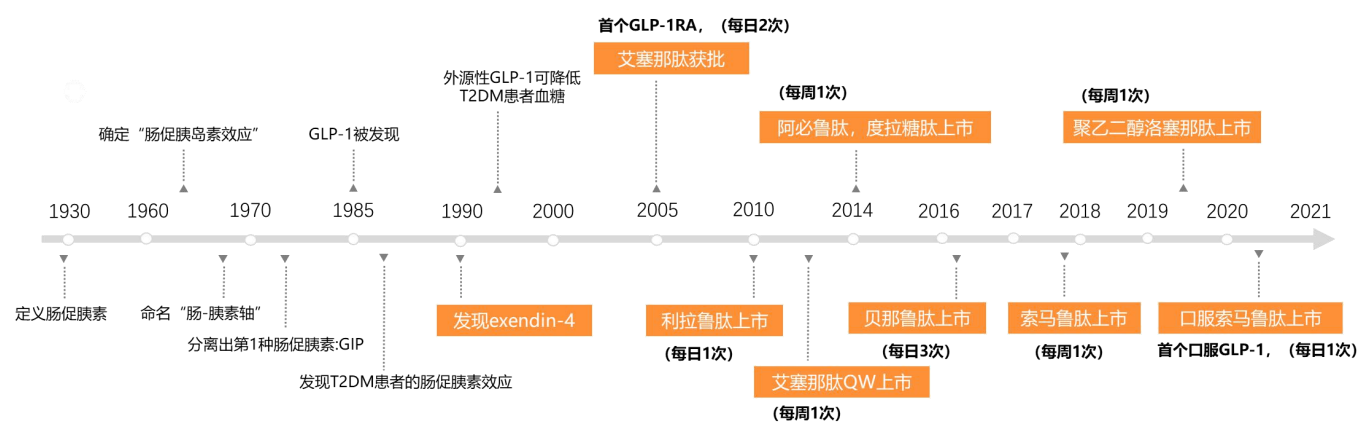 首个GLP-1RA，（每日2次）
艾塞那肽获批
外源性GLP-1可降低
T2DM患者血糖
（每周1次）
（每周1次）
确定“肠促胰岛素效应”
GLP-1被发现
阿必鲁肽，度拉糖肽上市
聚乙二醇洛塞那肽上市
1930
1960
1970
1985
1990
2000
2005
2010
2014
2016
2017
2018
2019
2020
2021
定义肠促胰素
命名“肠-胰素轴”
发现exendin-4
利拉鲁肽上市
贝那鲁肽上市
索马鲁肽上市
口服索马鲁肽上市
分离出第1种肠促胰素:GIP
（每日1次）
（每日3次）
（每周1次）
首个口服GLP-1，（每日1次）
发现T2DM患者的肠促胰素效应
艾塞那肽QW上市
（每周1次）